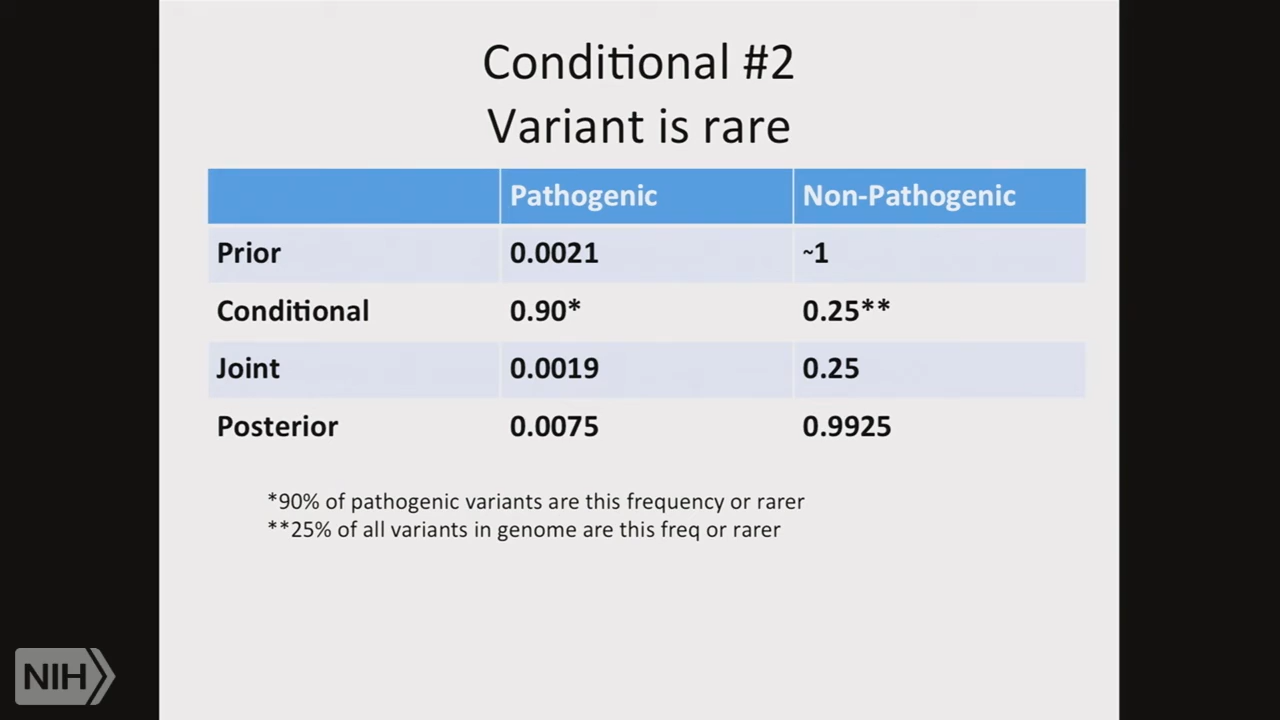 Conditional #2
Variant is rare
Pathogenic Non-Pathogenic
Prior 0.0021 ~1
Conditional 0.90* 0.25**
Joint 0.0019 0.25
Posterior 0.0075 0.9925
*90% of pathogenic variants are this frequency or rarer
**25% of all variants in genome are this freq or rarer
NIH